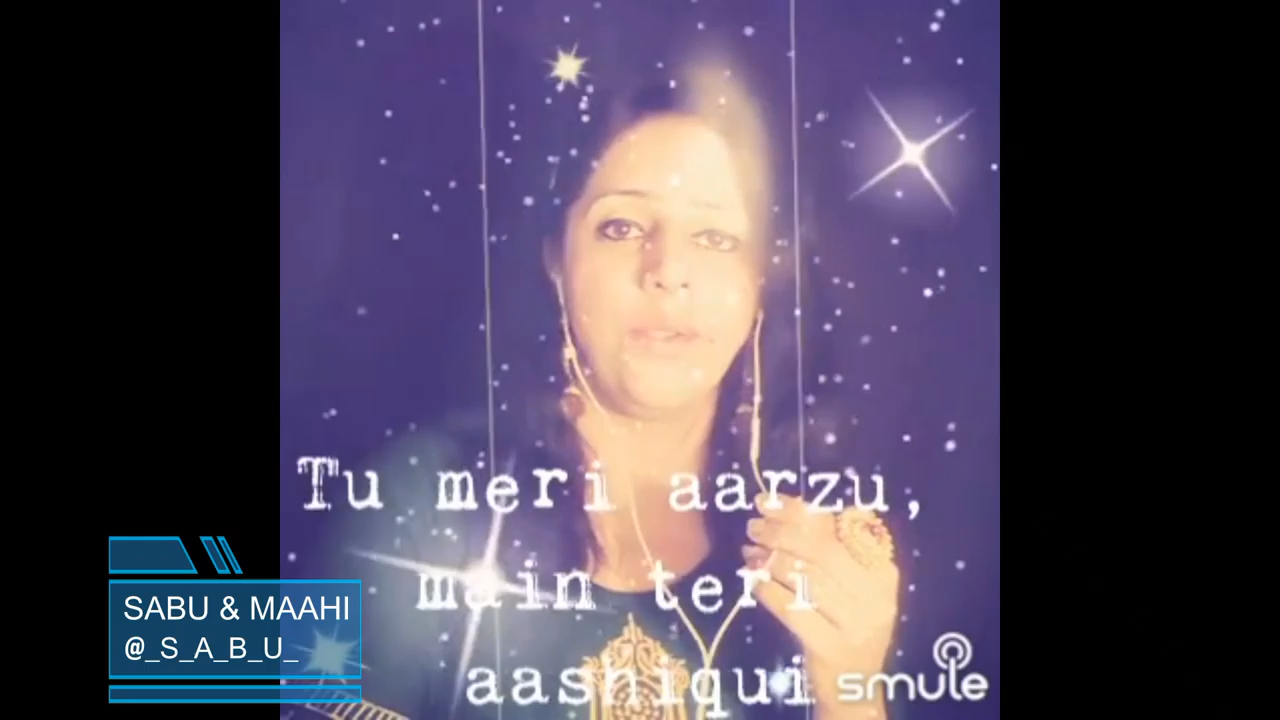 Tu meri aarzu,
main teri
aashiqui
smule
SABU & MAAHI
@_S_A_B_U_